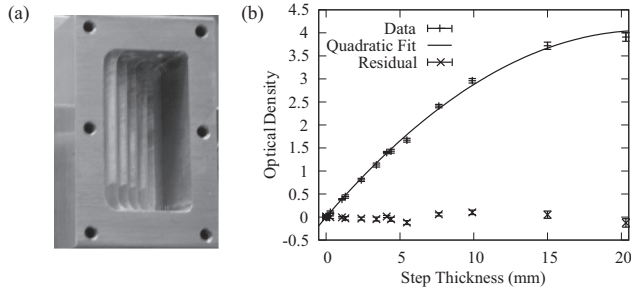 (a)
(b)
4.5
4
3.5
3
2.5
2
1.5
1
0.5
0
-0.5
Optical Density
Data
Quadratic Fit
Residual
0
5
10
15
20
Step Thickness (mm)